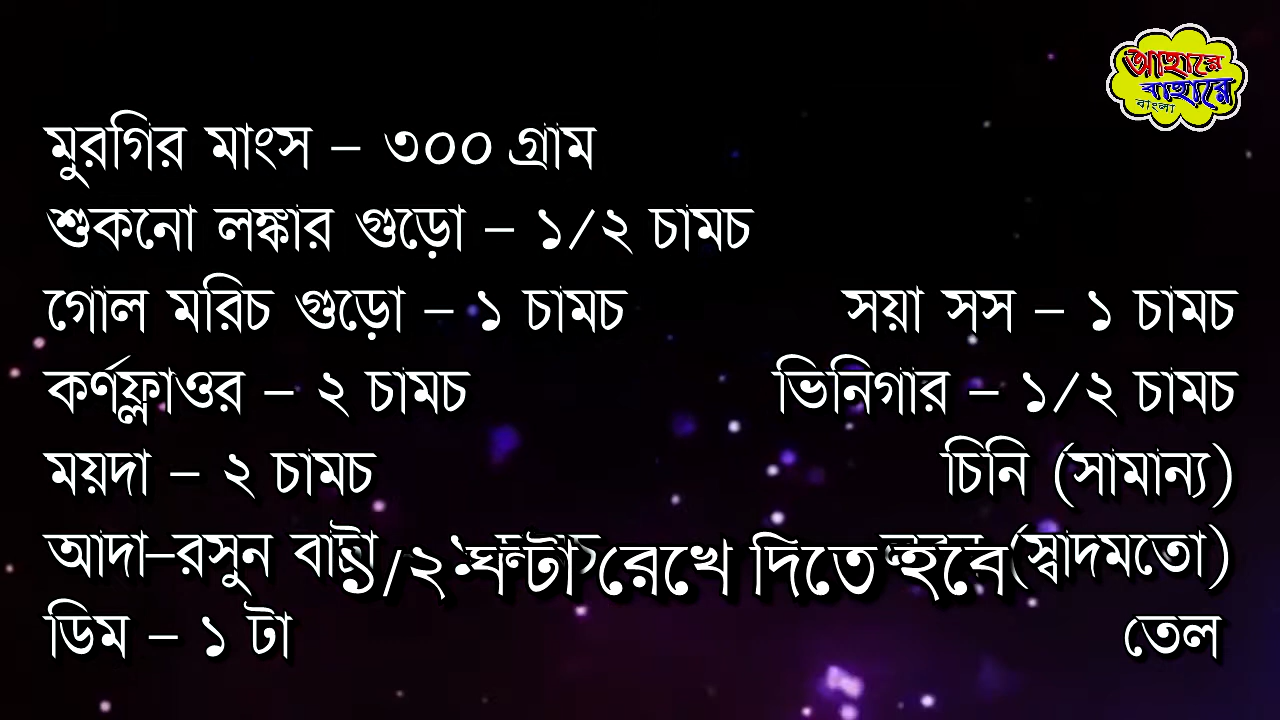 আহারে
বাহারে
বাংলা
মুরগির মাংস – ৩০০ গ্রাম
শুকনো লঙ্কার গুড়ো – ১/২ চামচ
গোল মরিচ গুড়ো – ১ চামচ
কর্ণফ্লাওর – ২ চামচ
ময়দা – ২ চামচ
আদা–রসুন বাটা
ডিম – ১ টা
সয়া সস – ১ চামচ
ভিনিগার – ১/২ চামচ
চিনি (সামান্য)
(স্বাদমতো)
তেল
১/২ ঘন্টা রেখে দিতে হবে